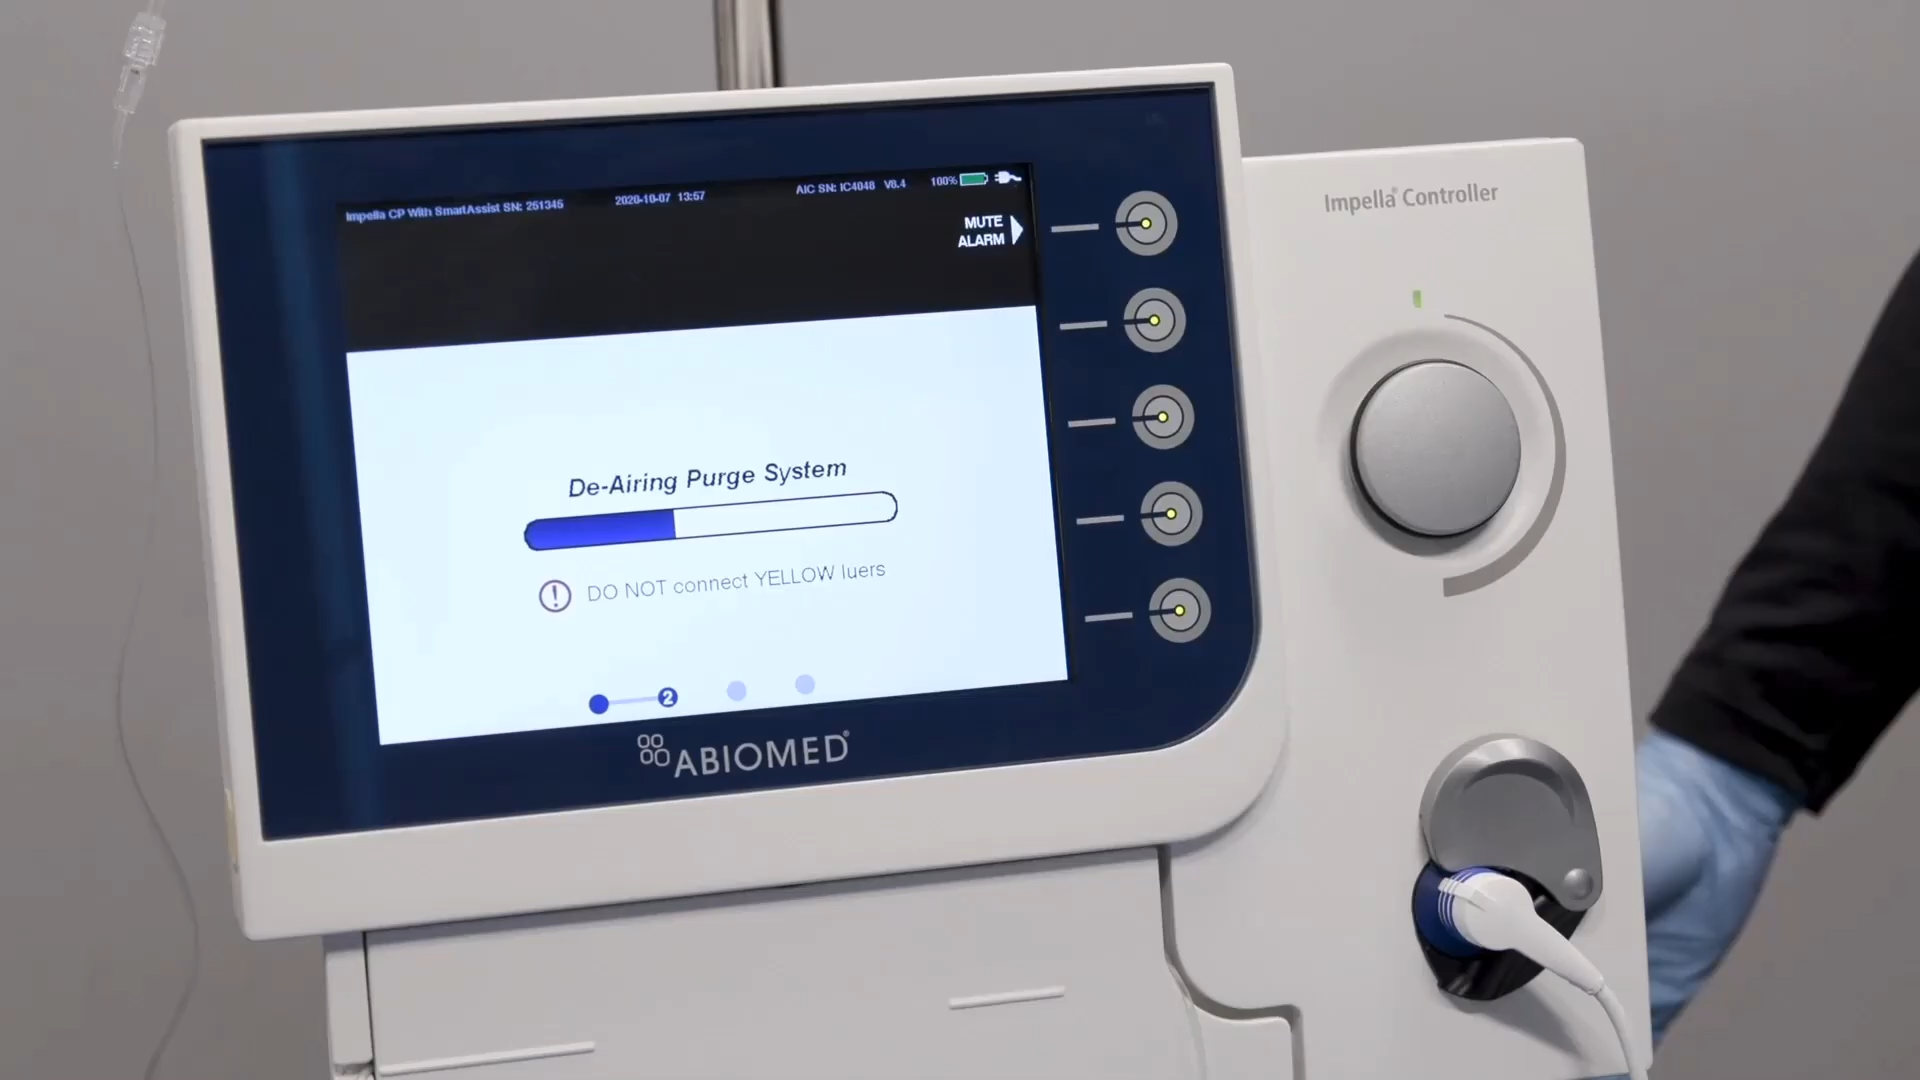 Impella CP With SmartAssist SN: 251345
2020-10-07 13:57
AIC SN: IC4048 V8.4
100%
MUTE
ALARM
De-Airing Purge System
! DO NOT connect YELLOW luers
2
ABIOMED®
Impella® Controller